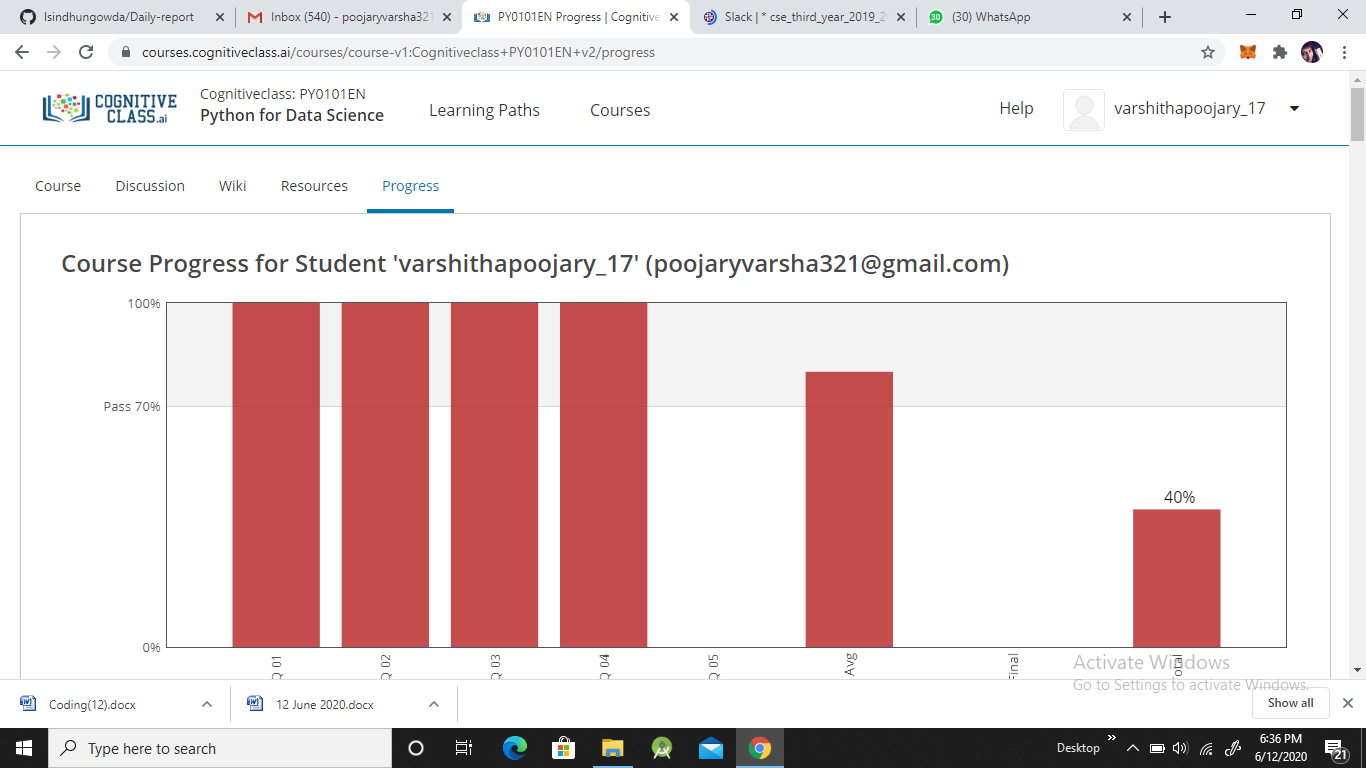 Isindhungowda/Daily-report
Inbox (540) - poojaryvarsha321
PY0101EN Progress | Cognitive
Slack | * cse_third_year_2019_2
(30) WhatsApp
courses.cognitiveclass.ai/courses/course-v1:Cognitiveclass+PY0101EN+v2/progress
COGNITIVE
CLASS.ai
Cognitiveclass: PY0101EN
Python for Data Science
Learning Paths
Courses
Help
varshithapoojary_17
Course
Discussion
Wiki
Resources
Progress
Course Progress for Student 'varshithapoojary_17' (poojaryvarsha321@gmail.com)
100%
Pass 70%
40%
0%
Q 01
Q 02
Q 03
Q 04
Q 05
Avg
Final
otal
Activate Windows
Go to Settings to activate Windows.
Coding(12).docx
12 June 2020.docx
Show all
Type here to search
Desktop
6:36 PM
6/12/2020
21